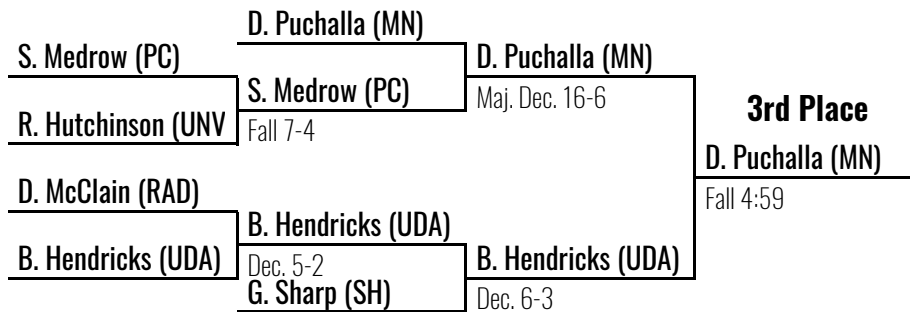 D. Puchalla (MN)
S. Medrow (PC)
D. Puchalla (MN)
S. Medrow (PC)
Maj. Dec. 16-6
3rd Place
R. Hutchinson (UNV
Fall 7-4
D. Puchalla (MN)
D. McClain (RAD)
Fall 4:59
B. Hendricks (UDA)
B. Hendricks (UDA)
Dec. 5-2
B. Hendricks (UDA)
G. Sharp (SH)
Dec. 6-3